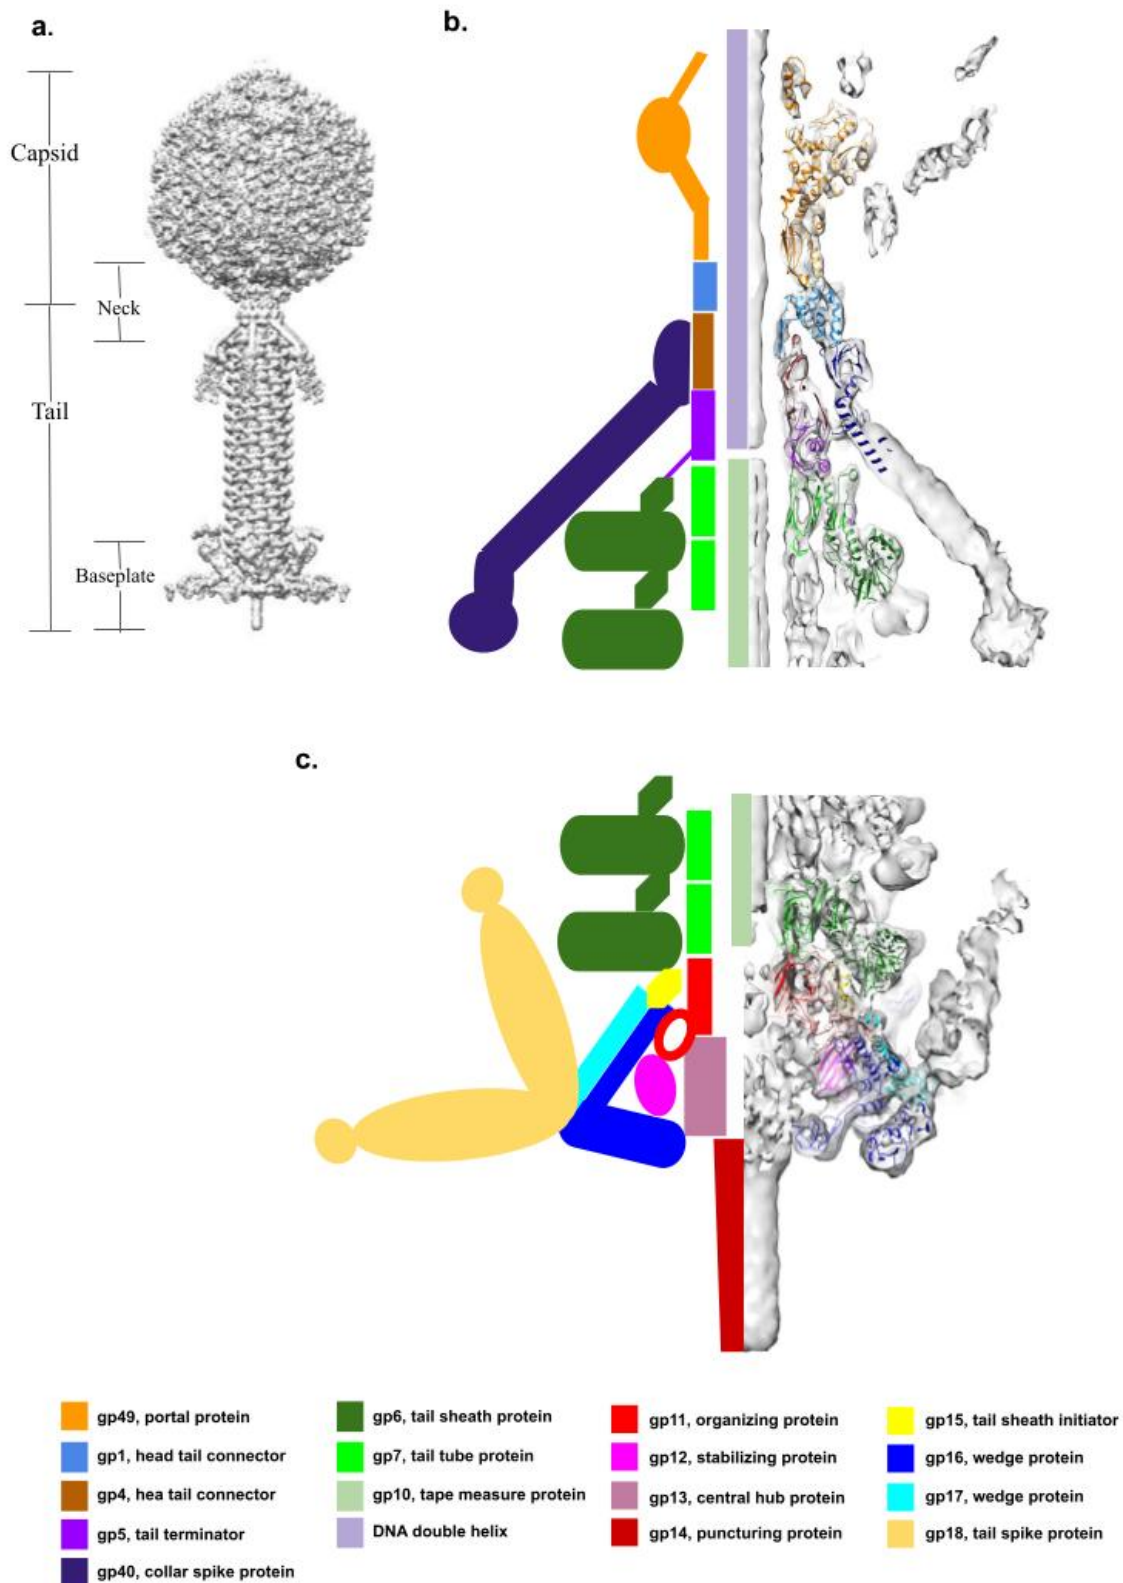 a.
b.
Capsid
Neck
Tail
Baseplate
c.
gp49, portal protein
gp1, head tail connector
gp4, hea tail connector
gp5, tail terminator
gp40, collar spike protein
gp6, tail sheath protein
gp7, tail tube protein
gp10, tape measure protein
DNA double helix
gp11, organizing protein
gp12, stabilizing protein
gp13, central hub protein
gp14, puncturing protein
gp15, tail sheath initiator
gp16, wedge protein
gp17, wedge protein
gp18, tail spike protein